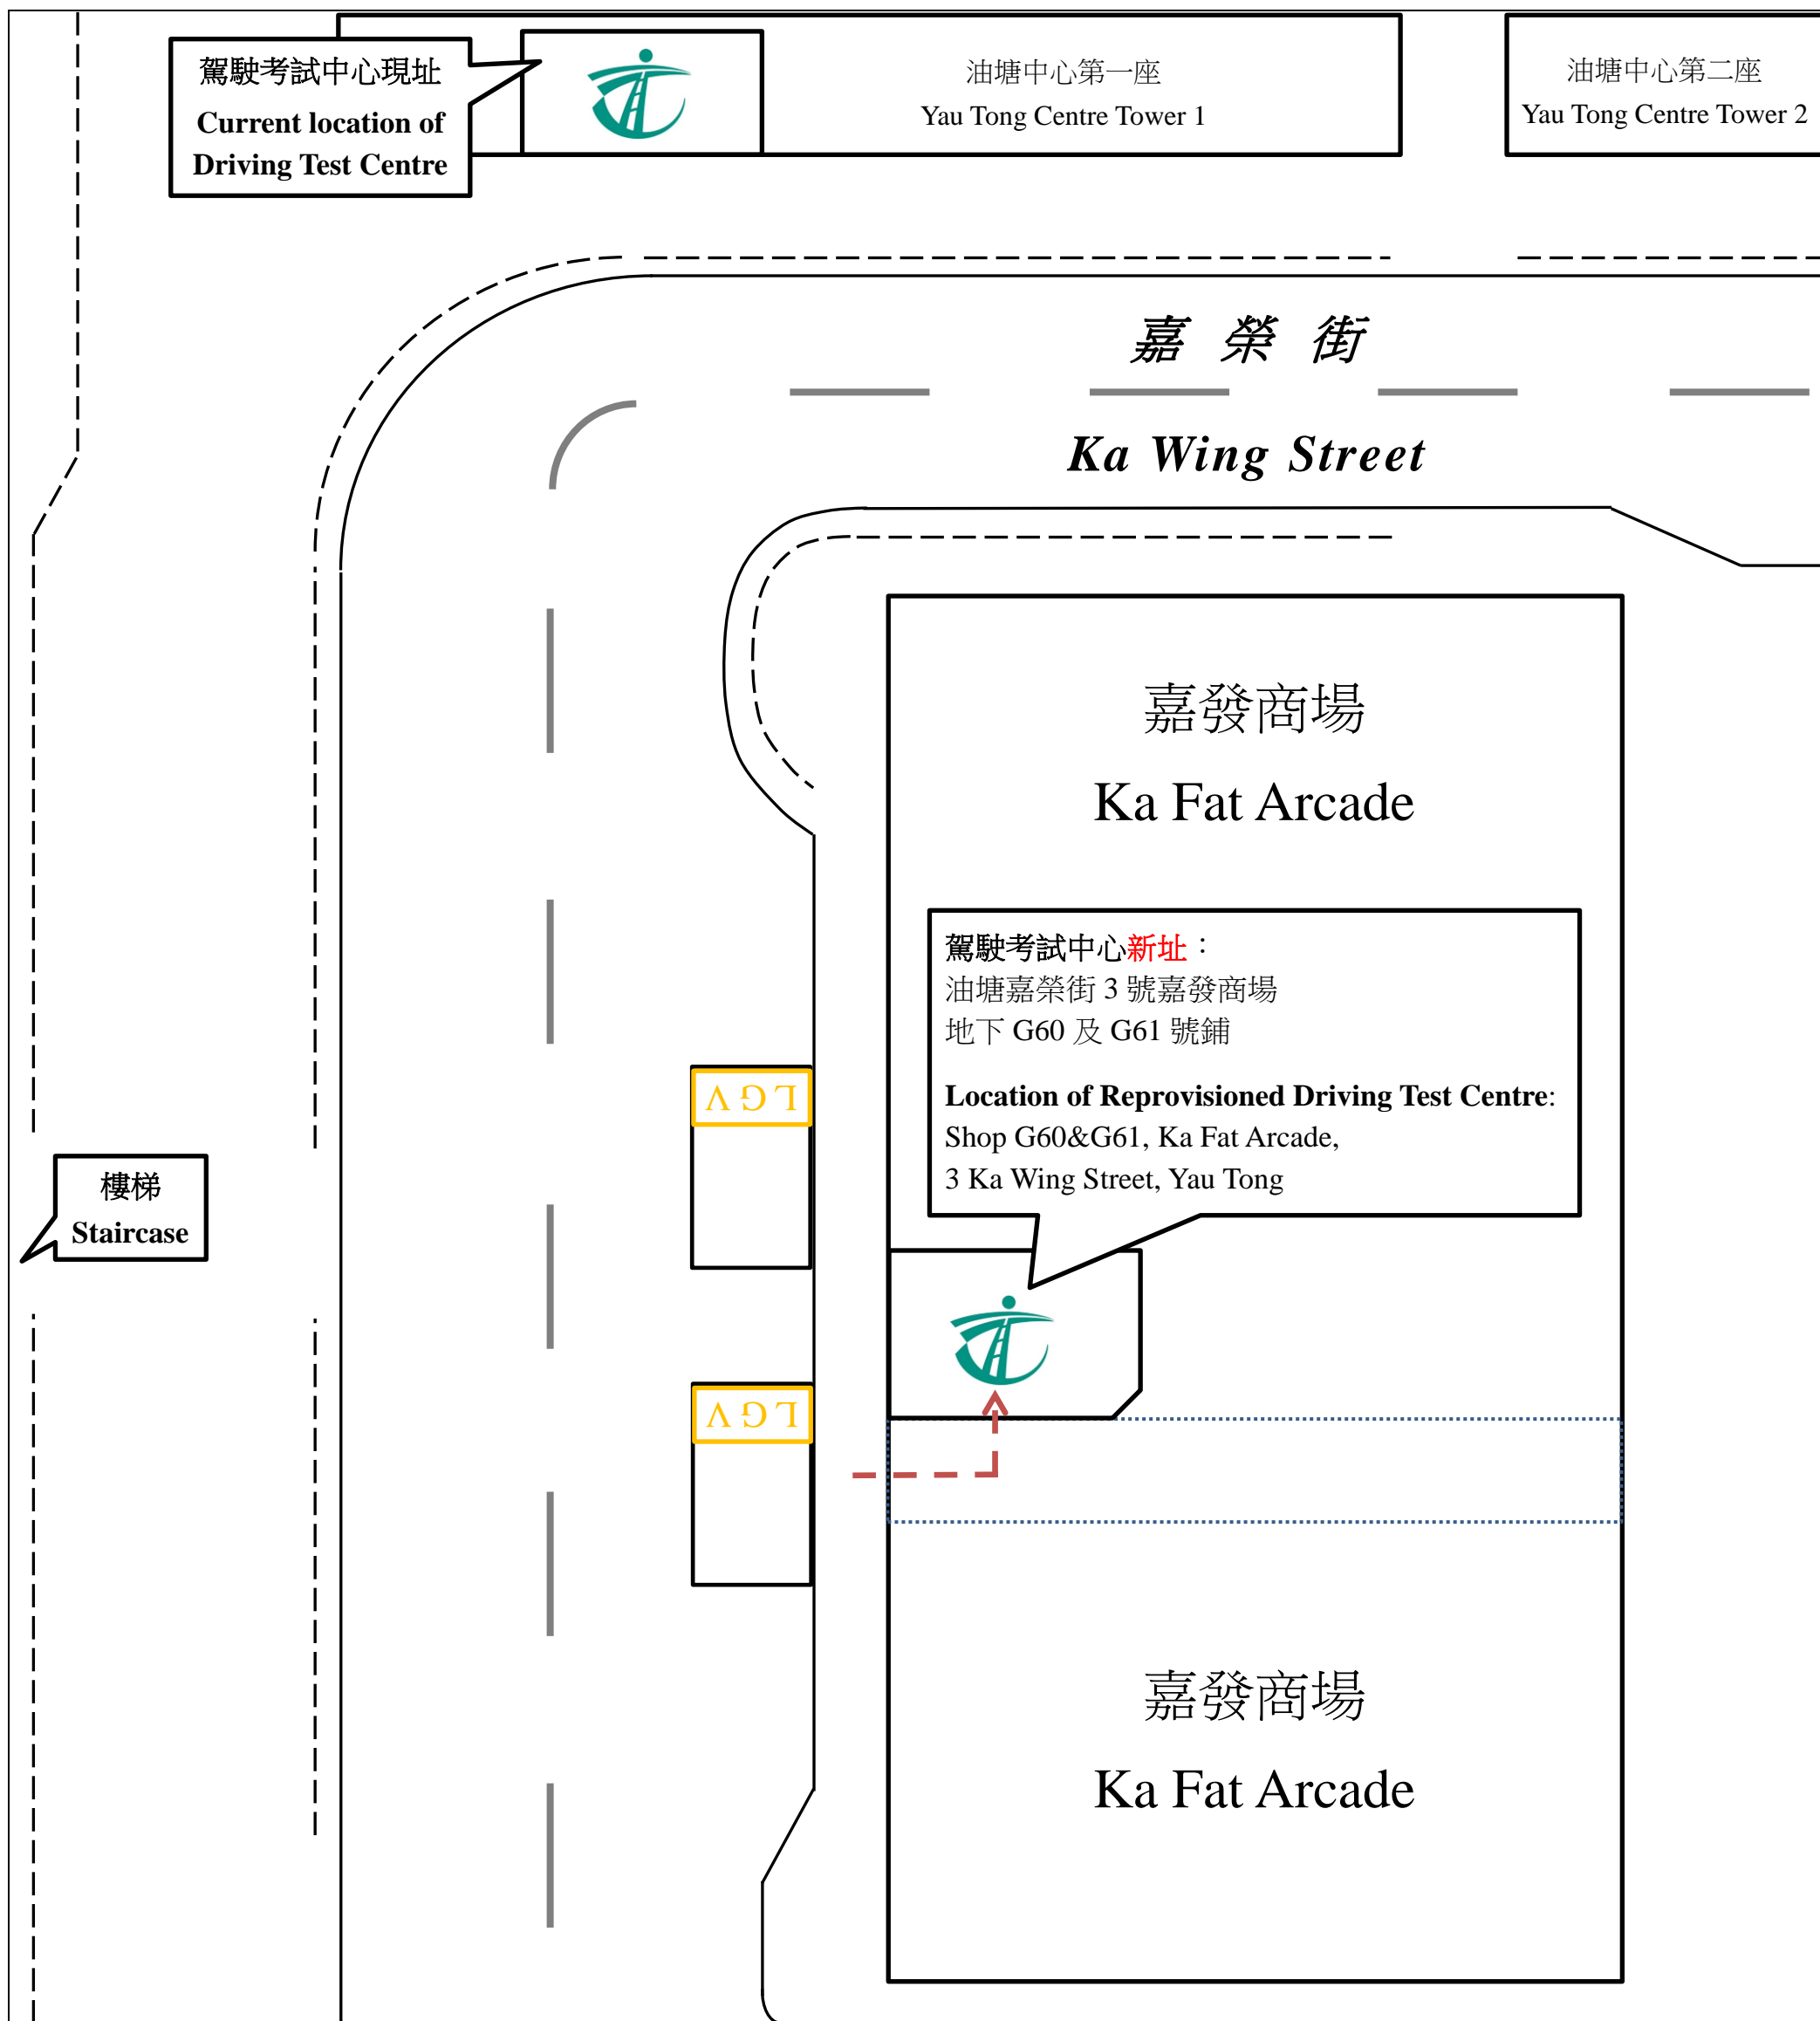 駕駛考試中心現址
Current location of
Driving Test Centre
油塘中心第一座
Yau Tong Centre Tower 1
油塘中心第二座
Yau Tong Centre Tower 2
嘉榮街
Ka Wing Street
嘉發商場
Ka Fat Arcade
駕駛考試中心新址：
油塘嘉榮街 3 號嘉發商場
地下 G60 及 G61 號鋪
Location of Reprovisioned Driving Test Centre:
Shop G60&G61, Ka Fat Arcade,
3 Ka Wing Street, Yau Tong
LGV
樓梯
Staircase
LGV
嘉發商場
Ka Fat Arcade